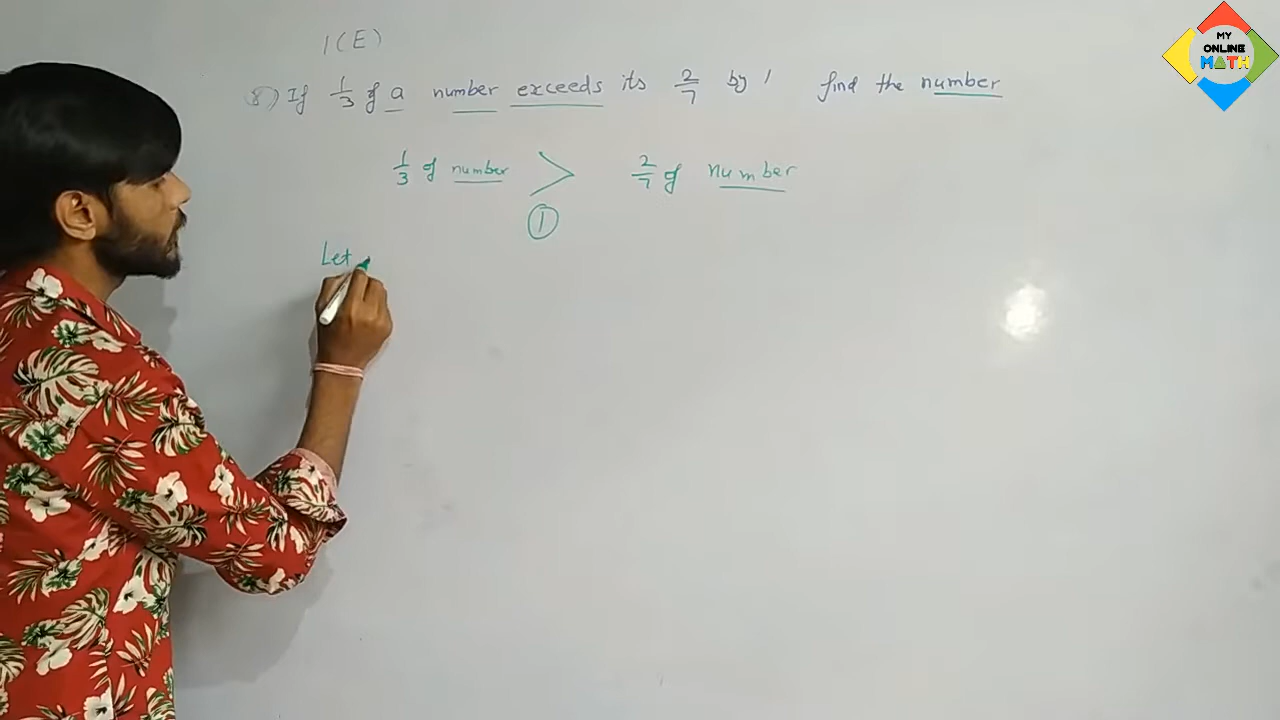 1(E)
8) If 1/3 of a number exceeds its 2/7 by 1 find the number
1/3 of number > 2/7 of number
1
Let
MY
ONLINE
MATH